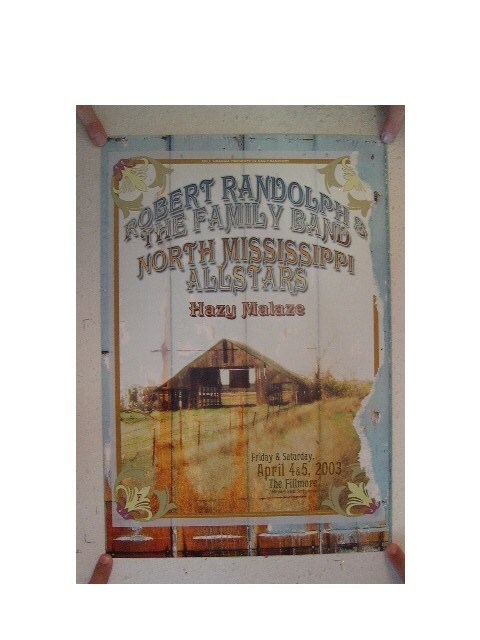 ROBERT RANDOLPH &
THE FAMILY BAND
NORTH MISSISSIPPI
ALLSTARS
Hazy Malaze
Friday & Saturday,
April 4&5, 2003
The Fillmore